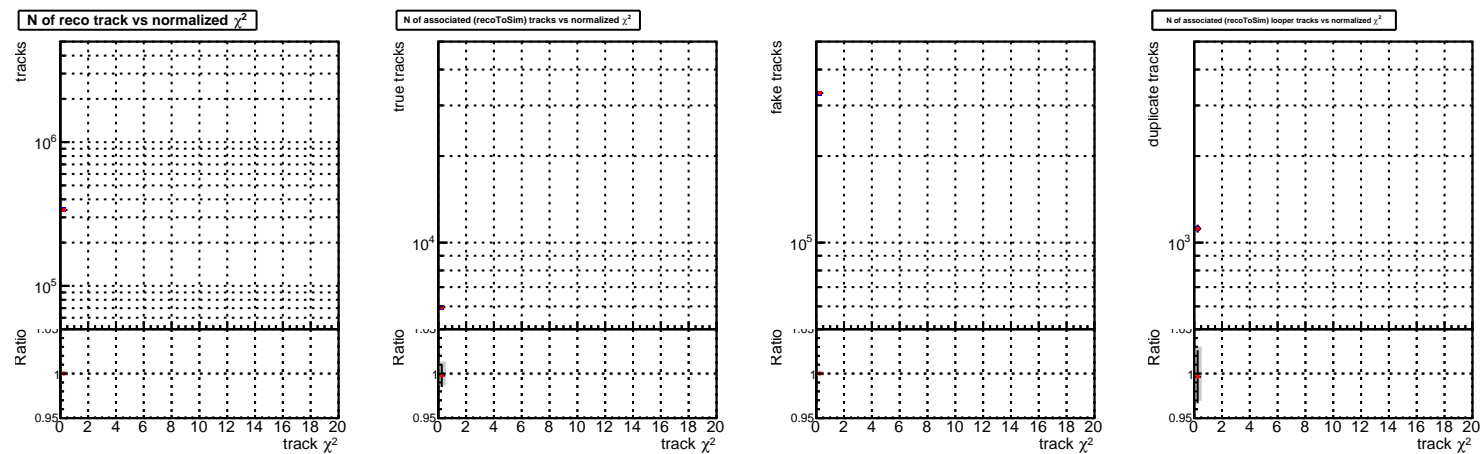 N of reco track vs normalized χ²
tracks
10⁶
10⁵
Ratio
1
0.95
0 2 4 6 8 10 12 14 16 18 20
track χ²
N of associated (recoToSim) tracks vs normalized χ²
true tracks
10⁴
Ratio
1
0.95
0 2 4 6 8 10 12 14 16 18 20
track χ²
fake tracks
10⁵
Ratio
1
0.95
0 2 4 6 8 10 12 14 16 18 20
track χ²
N of associated (recoToSim) looper tracks vs normalized χ²
duplicate tracks
10³
Ratio
1
0.95
0 2 4 6 8 10 12 14 16 18 20
track χ²